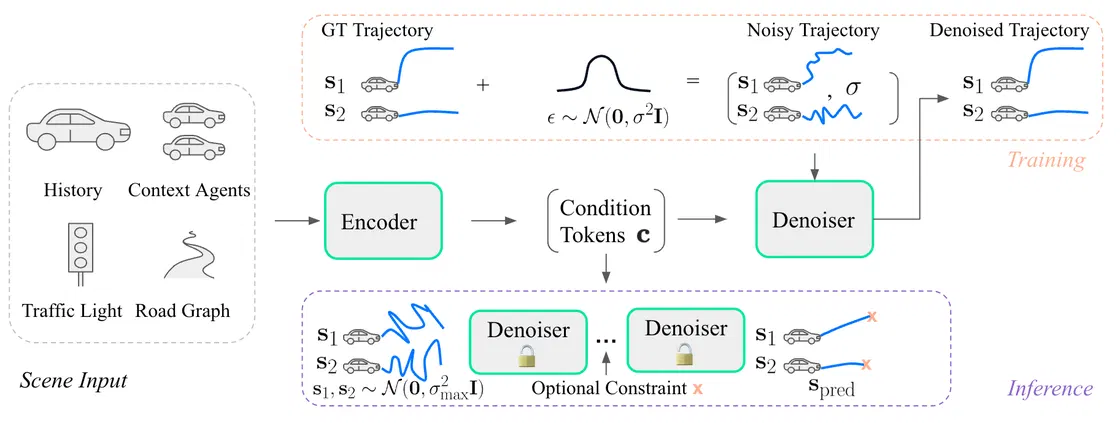 GT Trajectory
Noisy Trajectory
Denoised Trajectory
s₁
+
=
s₁
, σ
s₁
s₂
ϵ ∼ 𝒩(0, σ²I)
s₂
s₂
Training
History
Context Agents
Traffic Light
Road Graph
Scene Input
Encoder
Condition
Tokens c
Denoiser
s₁
s₂
s₁, s₂ ∼ 𝒩(0, σ²max I)
Denoiser
...
Denoiser
Optional Constraint x
s₁
x
s₂
x
s_pred
Inference